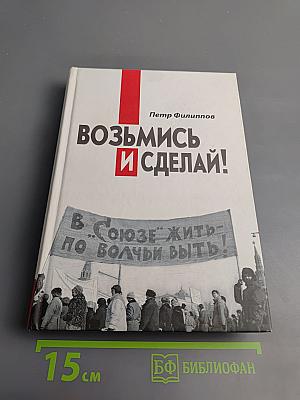 Петр Филиппов
ВОЗЬМИСЬ
И СДЕЛАЙ!
В „СОЮЗЕ" ЖИТЬ-
ПО ВОЛЧЬИ ВЫТЬ!
15 см
БФ БИБЛИОФАН